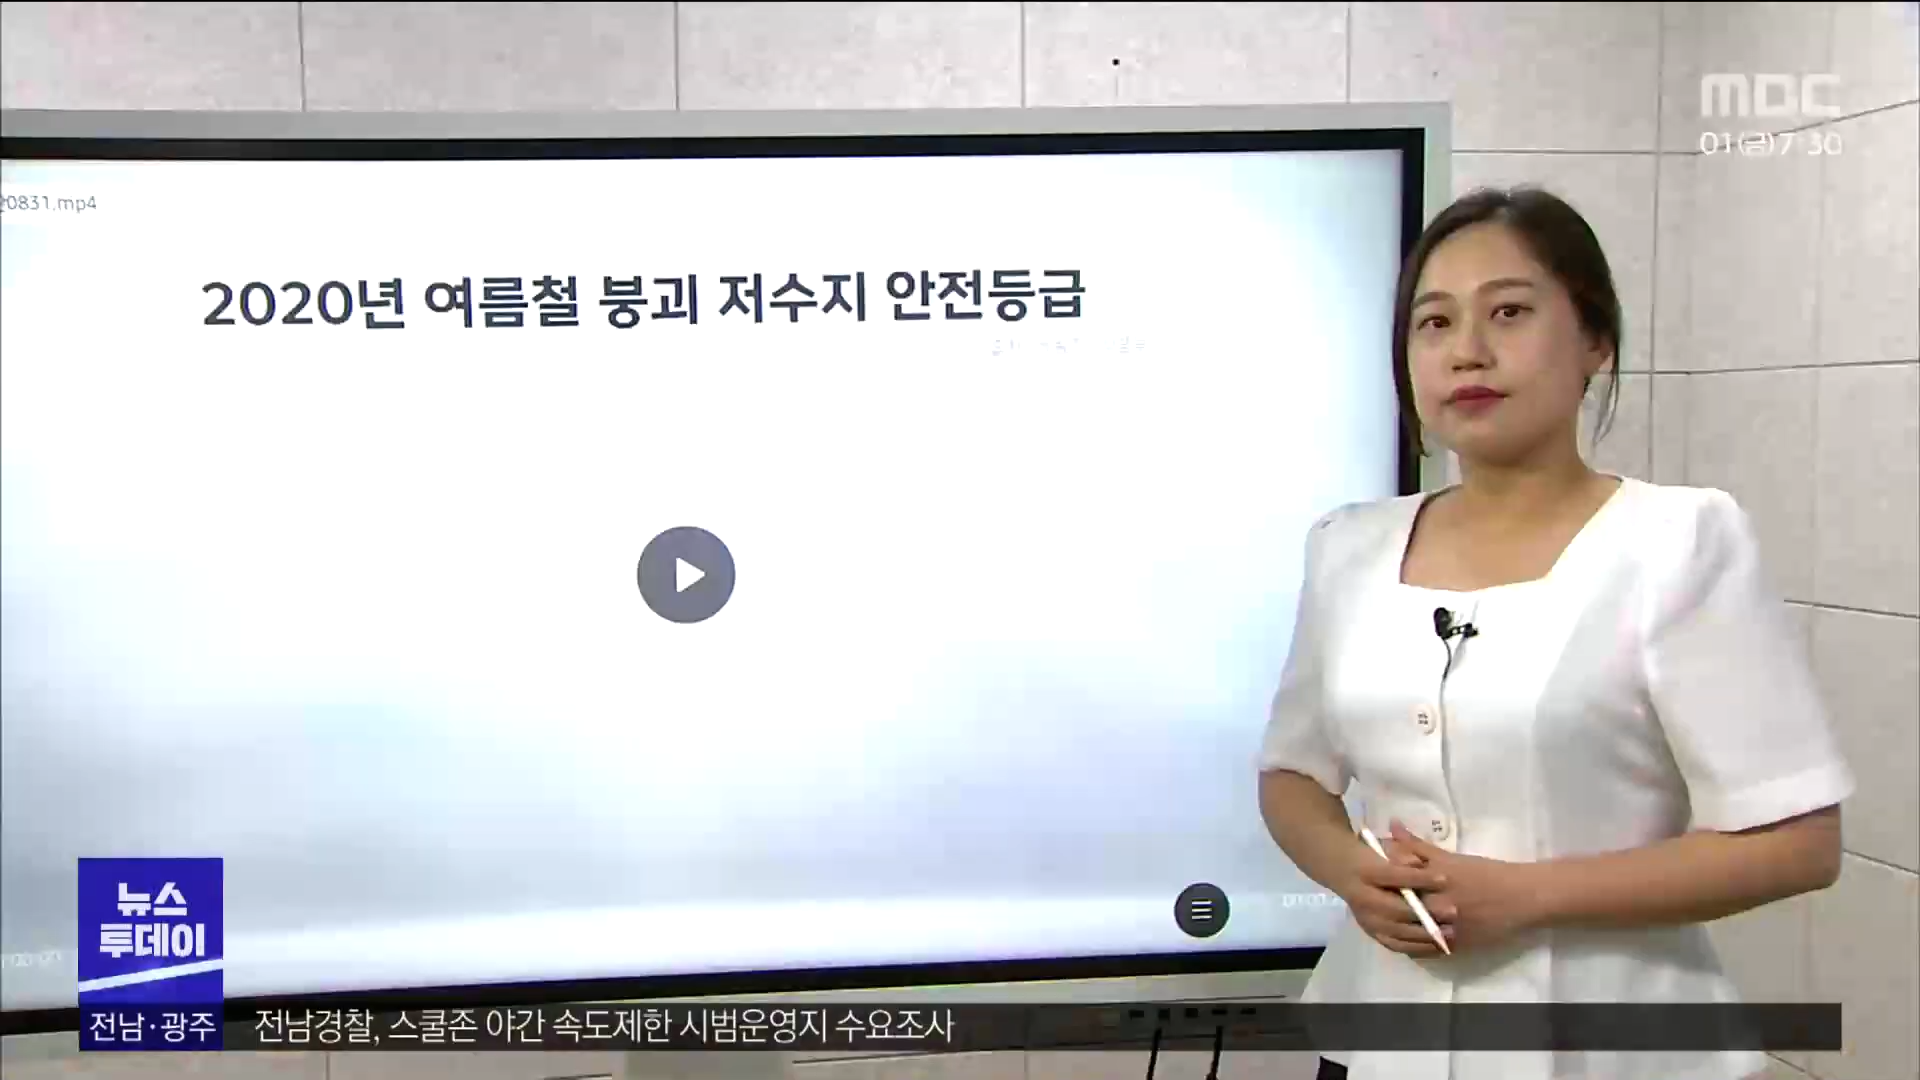 MBC
01(금)7:30
20831.mp4
2020년 여름철 붕괴 저수지 안전등급
뉴스
투데이
전남·광주
전남경찰, 스쿨존 야간 속도제한 시범운영지 수요조사